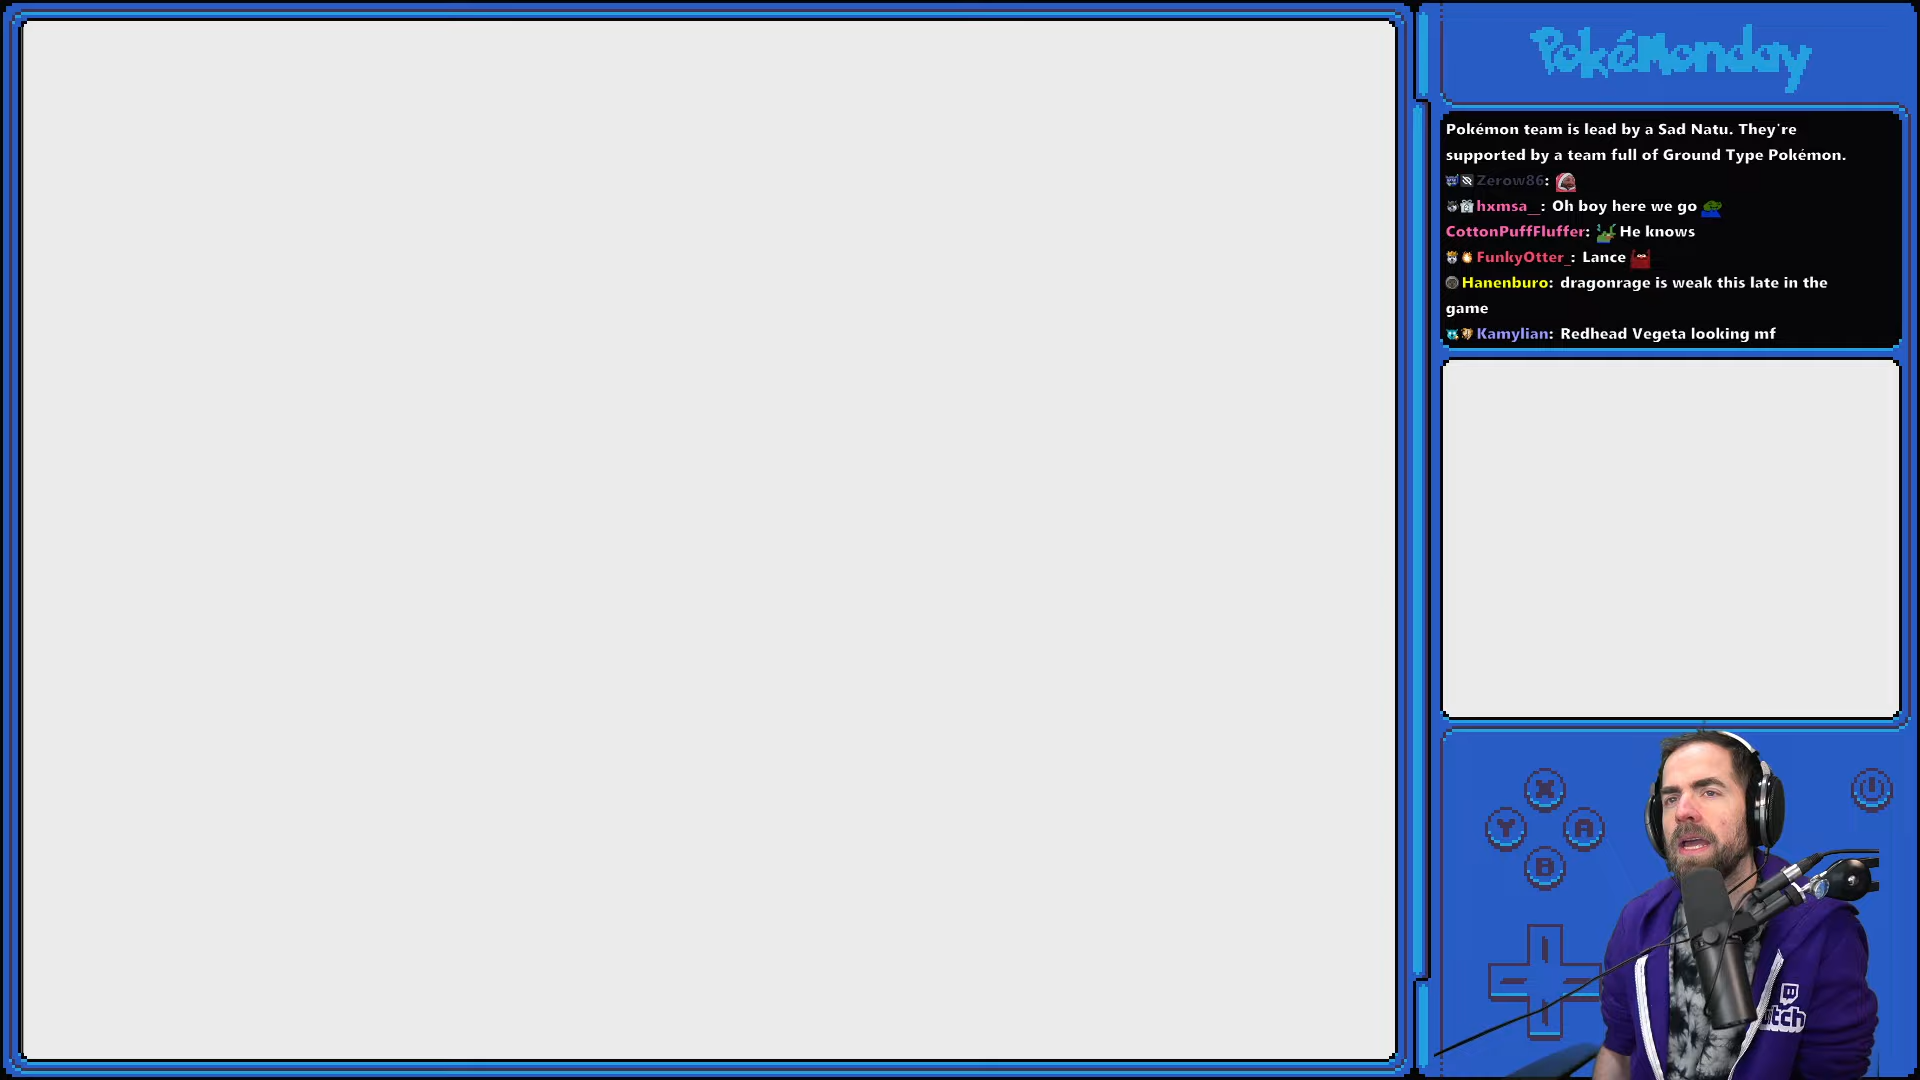 PokéMonday
Pokémon team is lead by a Sad Natu. They're
supported by a team full of Ground Type Pokémon.
Zerow86:
hxmsa__: Oh boy here we go
CottonPuffFluffer: He knows
FunkyOtter_: Lance
Hanenburo: dragonrage is weak this late in the
game
Kamylian: Redhead Vegeta looking mf
X
Y A
B